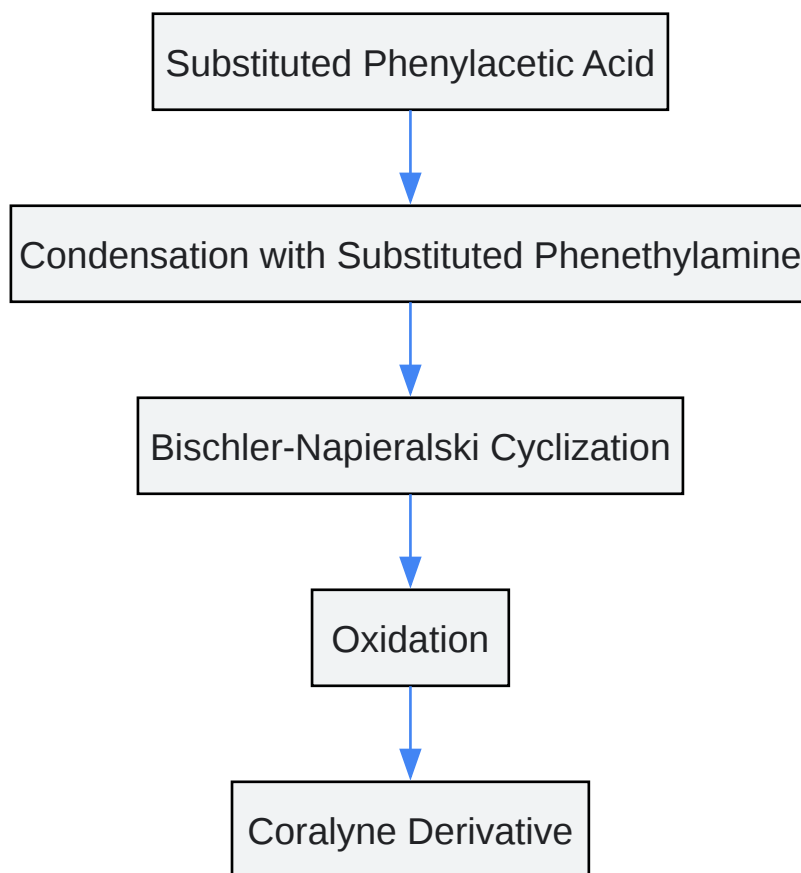 Substituted Phenylacetic Acid
Condensation with Substituted Phenethylamine
Bischler-Napieralski Cyclization
Oxidation
Coralyne Derivative